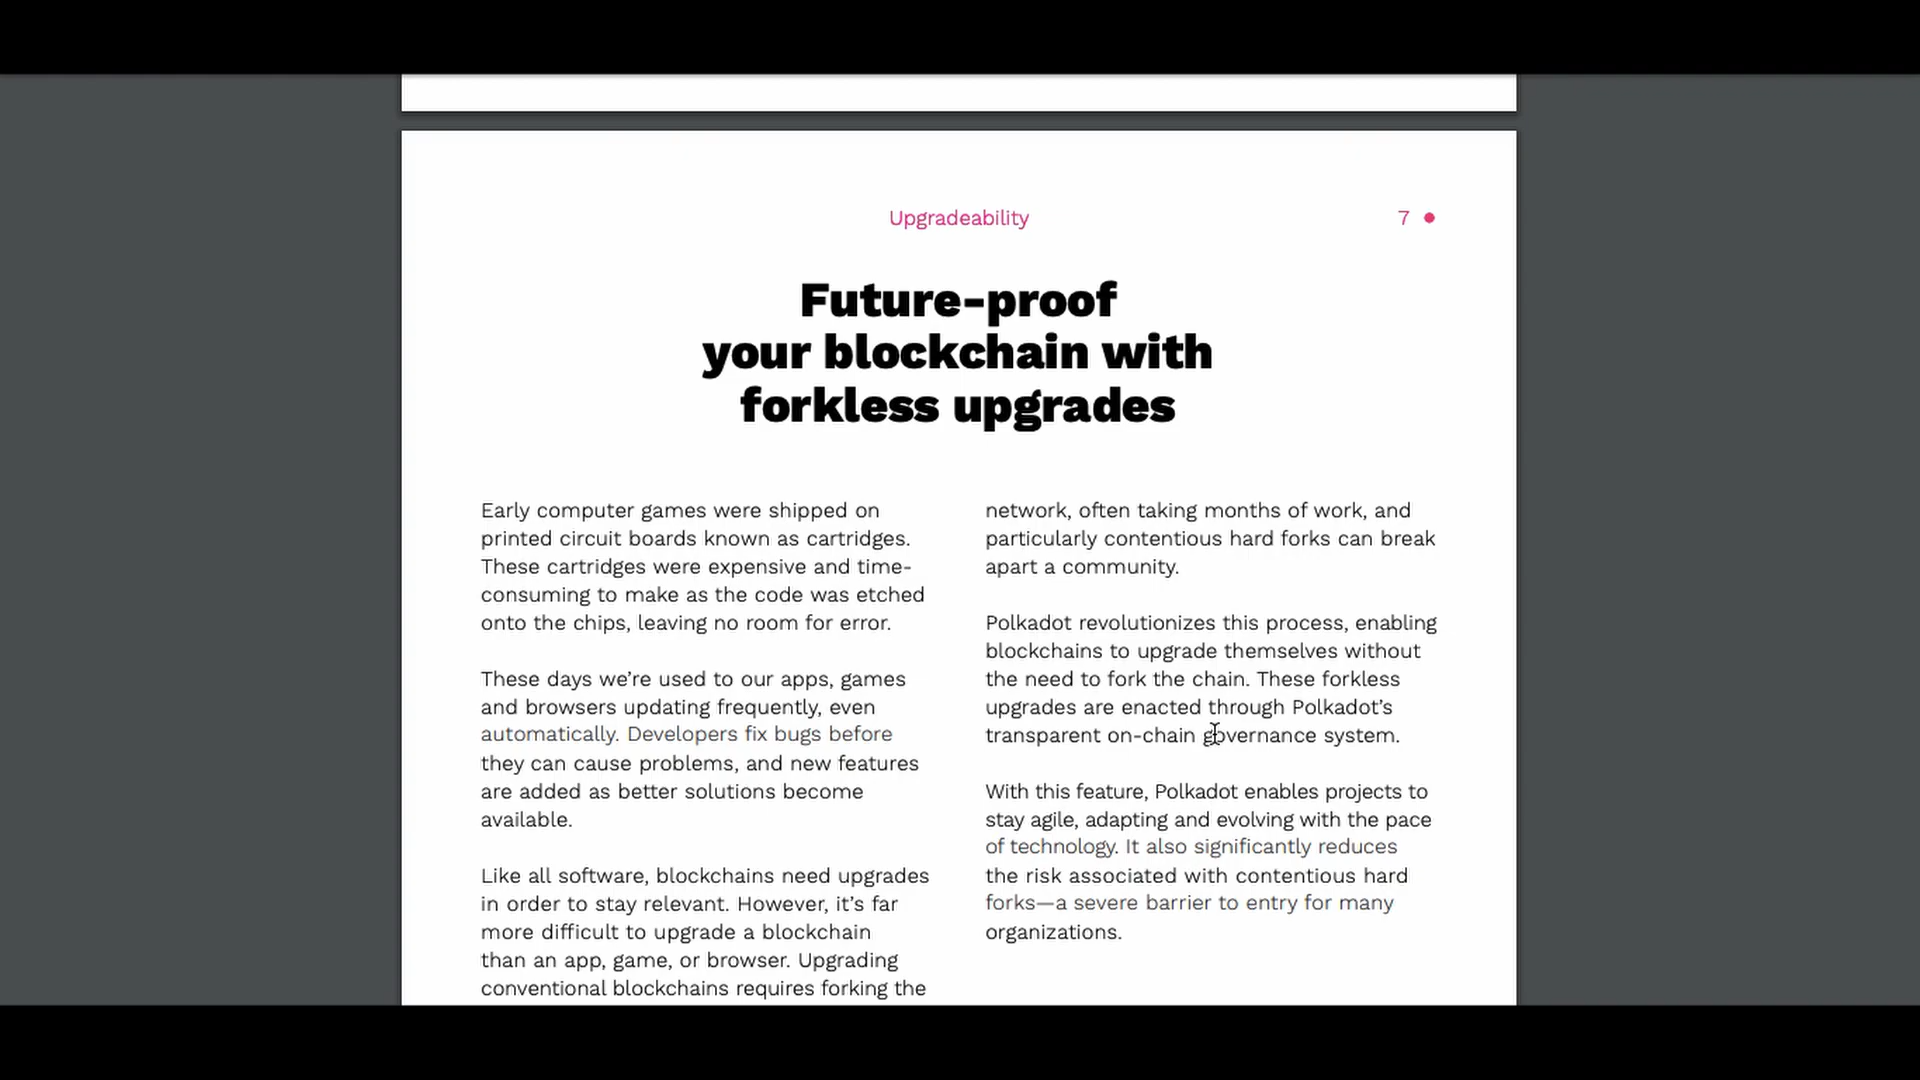 Upgradeability
7
Future-proof
your blockchain with
forkless upgrades
Early computer games were shipped on
printed circuit boards known as cartridges.
These cartridges were expensive and time-
consuming to make as the code was etched
onto the chips, leaving no room for error.
These days we’re used to our apps, games
and browsers updating frequently, even
automatically. Developers fix bugs before
they can cause problems, and new features
are added as better solutions become
available.
Like all software, blockchains need upgrades
in order to stay relevant. However, it’s far
more difficult to upgrade a blockchain
than an app, game, or browser. Upgrading
conventional blockchains requires forking the
network, often taking months of work, and
particularly contentious hard forks can break
apart a community.
Polkadot revolutionizes this process, enabling
blockchains to upgrade themselves without
the need to fork the chain. These forkless
upgrades are enacted through Polkadot’s
transparent on-chain governance system.
With this feature, Polkadot enables projects to
stay agile, adapting and evolving with the pace
of technology. It also significantly reduces
the risk associated with contentious hard
forks—a severe barrier to entry for many
organizations.